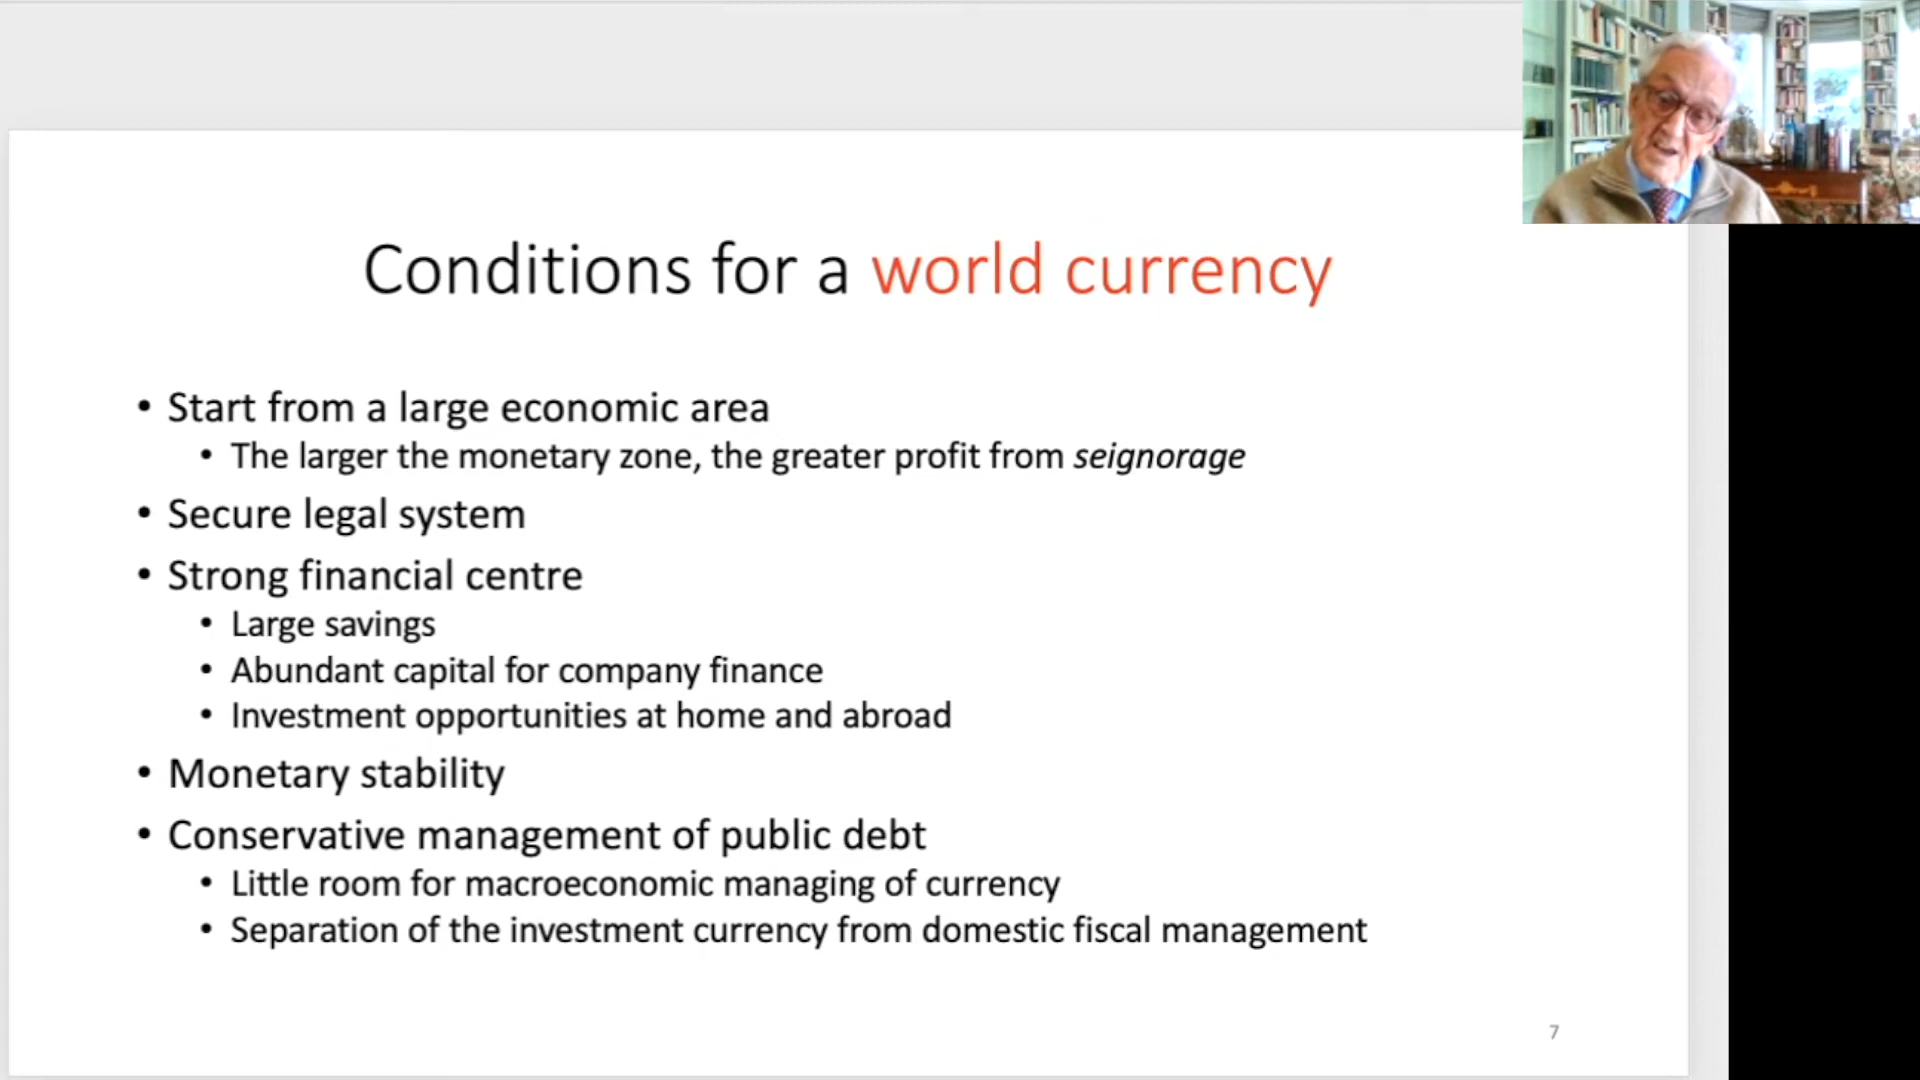 Conditions for a world currency
• Start from a large economic area
• The larger the monetary zone, the greater profit from seignorage
• Secure legal system
• Strong financial centre
• Large savings
• Abundant capital for company finance
• Investment opportunities at home and abroad
• Monetary stability
• Conservative management of public debt
• Little room for macroeconomic managing of currency
• Separation of the investment currency from domestic fiscal management
7